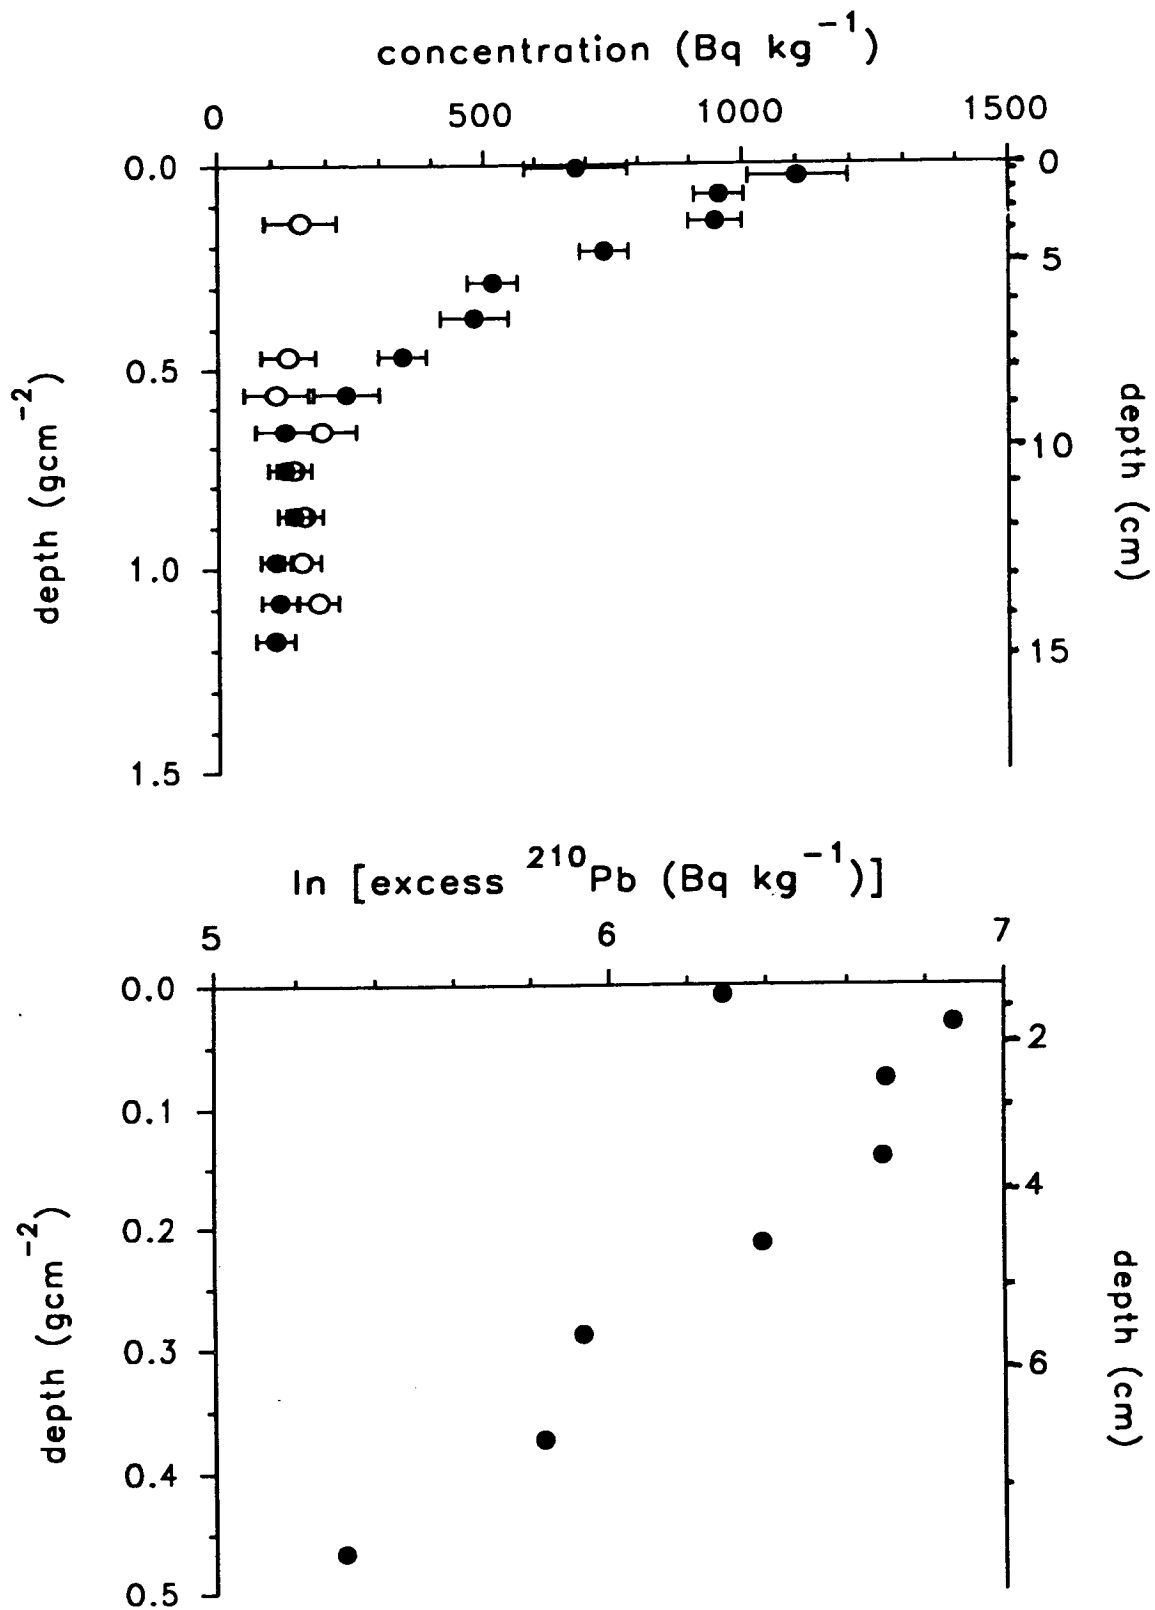 concentration (Bq kg⁻¹)
0 500 1000 1500
0.0
0.5
1.0
1.5
depth (gcm⁻²)
0
5
10
15
depth (cm)
ln [excess ²¹⁰Pb (Bq kg⁻¹)]
5 6 7
0.0
0.1
0.2
0.3
0.4
0.5
depth (gcm⁻²)
2
4
6
depth (cm)